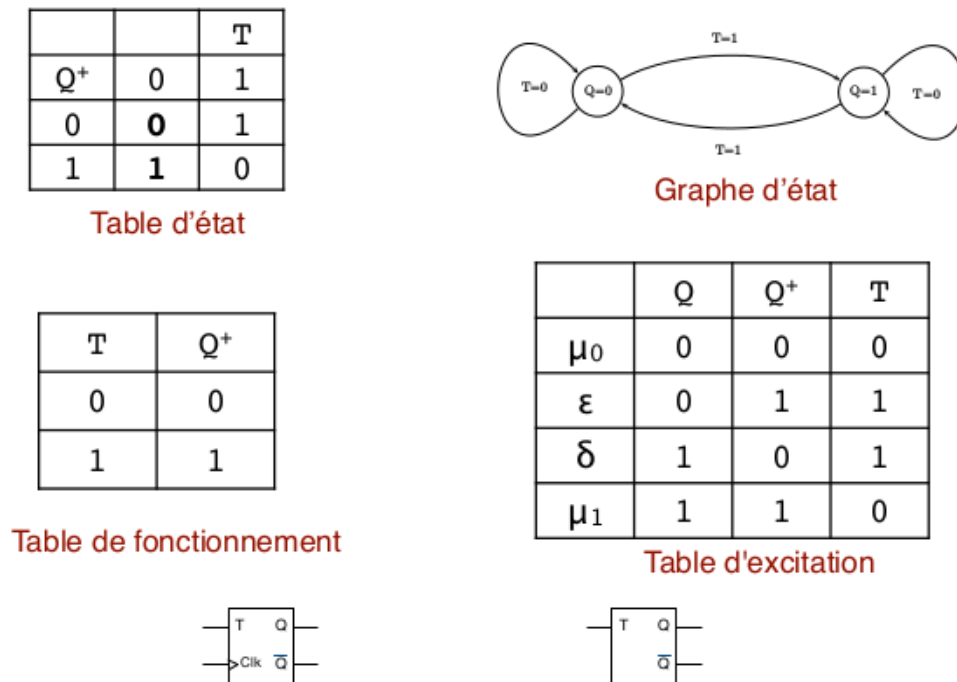 T
Q⁺ 0 1
0 0 1
1 1 0
Table d'état
T=1
T=0 Q=0 Q=1 T=0
T=1
Graphe d'état
T Q⁺
0 0
1 1
Table de fonctionnement
Q Q⁺ T
μ₀ 0 0 0
ε 0 1 1
δ 1 0 1
μ₁ 1 1 0
Table d'excitation
T Q
Clk Q̅
T Q
Q̅